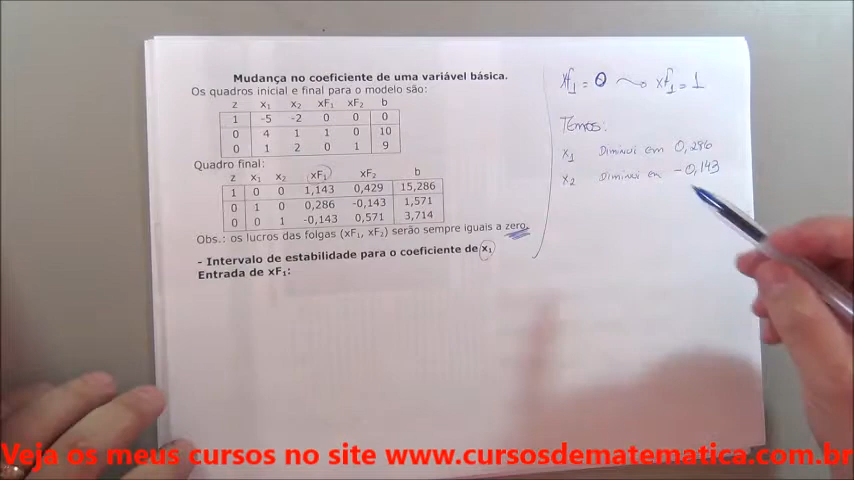 Mudança no coeficiente de uma variável básica.
Os quadros inicial e final para o modelo são:
z x₁ x₂ xF₁ xF₂ b
1 -5 -2 0 0 0
0 4 1 1 0 10
0 1 2 0 1 9
Quadro final:
z x₁ x₂ xF₁ xF₂ b
1 0 0 1,143 0,429 15,286
0 1 0 0,286 -0,143 1,571
0 0 1 -0,143 0,571 3,714
Obs.: os lucros das folgas (xF₁, xF₂) serão sempre iguais a zero.
- Intervalo de estabilidade para o coeficiente de x₁
Entrada de xF₁:
xf₁ = 0 xf₁ = 1
Temos:
x₁ Diminui em 0,286
x₂ Diminui em -0,143
Veja os meus cursos no site www.cursosdematematica.com.br